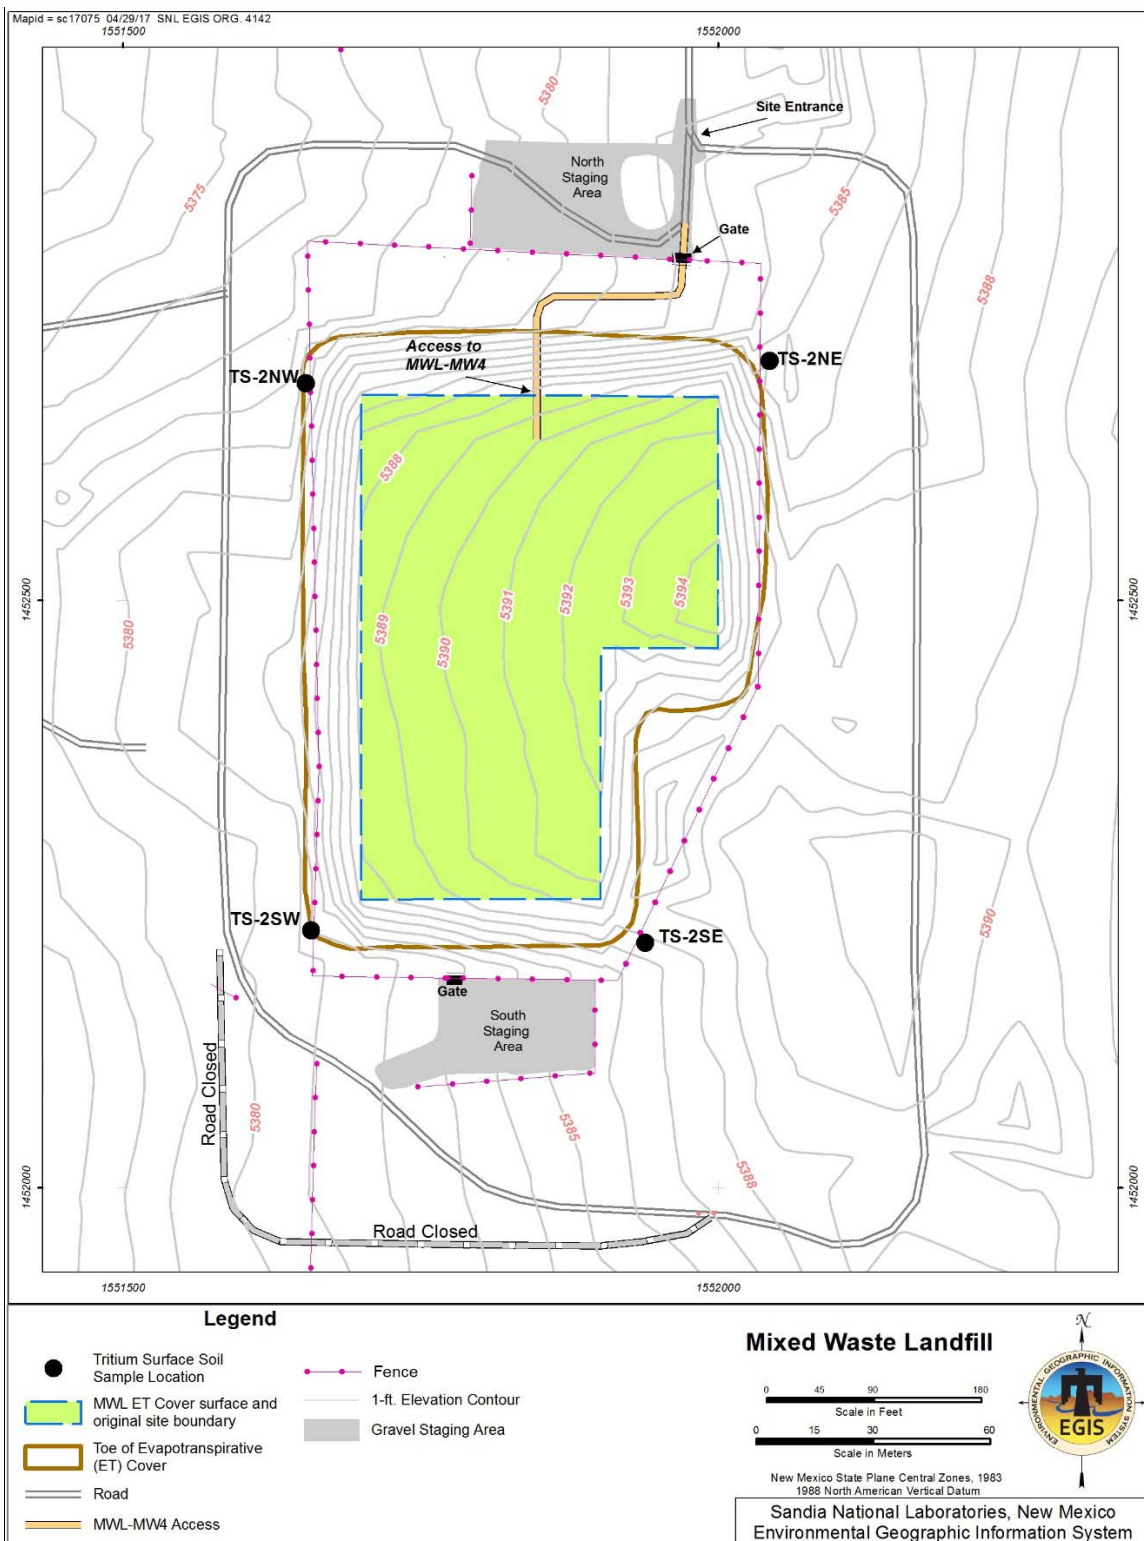 Mapid = sc17075 04/29/17 SNL EGIS ORG. 4142
1551500
1552000
5380
Site Entrance
North
Staging
Area
5375
5385
Gate
5388
Access to
MWL-MW4
TS-2NW
TS-2NE
5388
1452500
1452500
5380
5389
5390
5391
5392
5393
5394
TS-2SW
TS-2SE
5390
Gate
South
Staging
Area
Road Closed
5380
5385
5388
1452000
1452000
Road Closed
1551500
1552000
Legend
Tritium Surface Soil
Sample Location
MWL ET Cover surface and
original site boundary
Toe of Evapotranspirative
(ET) Cover
Road
MWL-MW4 Access
Fence
1-ft. Elevation Contour
Gravel Staging Area
Mixed Waste Landfill
0 45 90 180
Scale in Feet
0 15 30 60
Scale in Meters
New Mexico State Plane Central Zones, 1983
1988 North American Vertical Datum
N
ENVIRONMENTAL GEOGRAPHIC INFORMATION SYSTEM
EGIS
Sandia National Laboratories, New Mexico
Environmental Geographic Information System